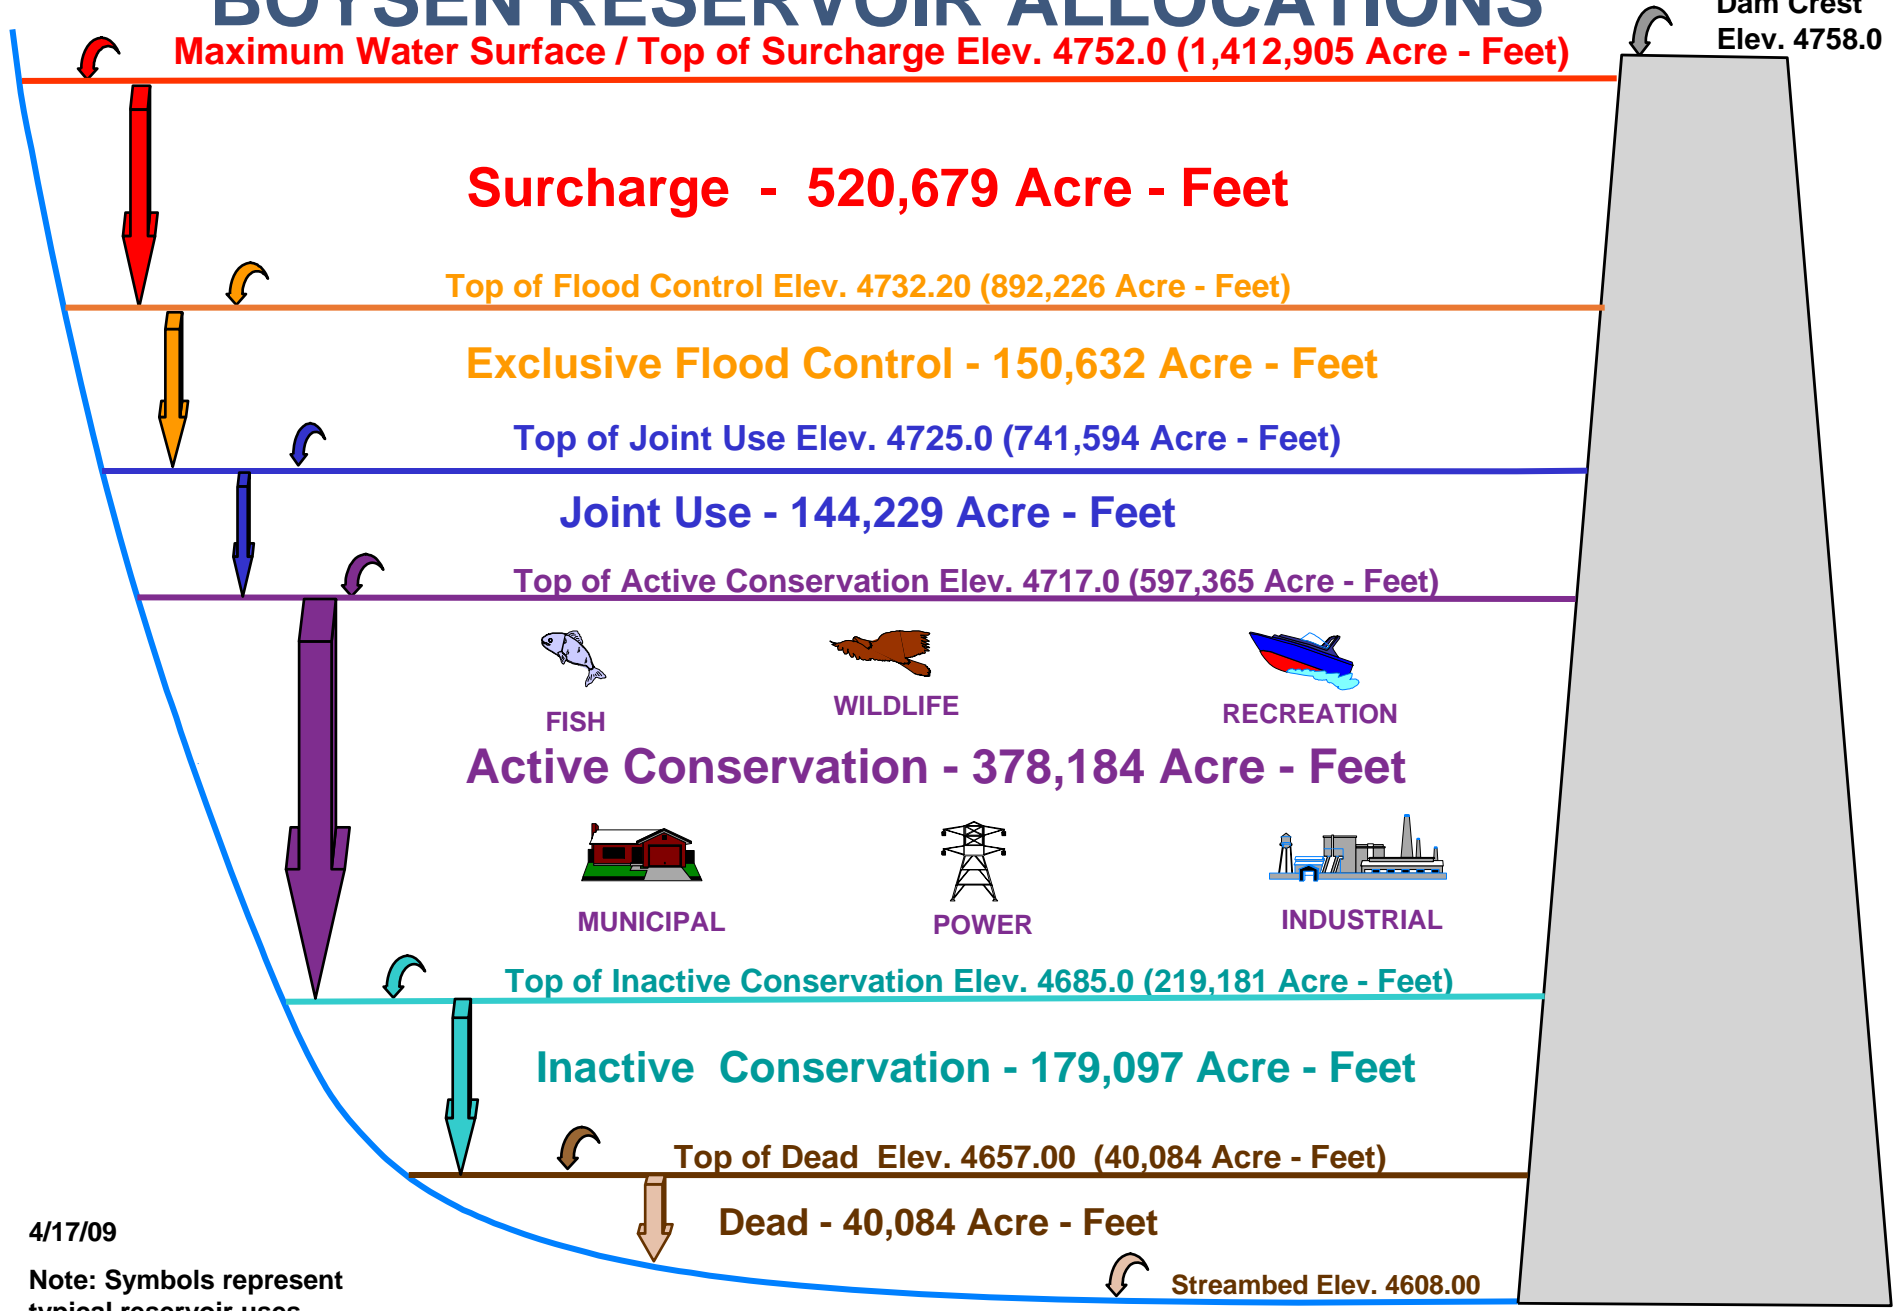 BOYSEN RESERVOIR ALLOCATIONS
Dam Crest
Elev. 4758.0
Maximum Water Surface / Top of Surcharge Elev. 4752.0 (1,412,905 Acre - Feet)
Surcharge - 520,679 Acre - Feet
Top of Flood Control Elev. 4732.20 (892,226 Acre - Feet)
Exclusive Flood Control - 150,632 Acre - Feet
Top of Joint Use Elev. 4725.0 (741,594 Acre - Feet)
Joint Use - 144,229 Acre - Feet
Top of Active Conservation Elev. 4717.0 (597,365 Acre - Feet)
FISH
WILDLIFE
RECREATION
Active Conservation - 378,184 Acre - Feet
MUNICIPAL
POWER
INDUSTRIAL
Top of Inactive Conservation Elev. 4685.0 (219,181 Acre - Feet)
Inactive Conservation - 179,097 Acre - Feet
Top of Dead Elev. 4657.00 (40,084 Acre - Feet)
Dead - 40,084 Acre - Feet
Streambed Elev. 4608.00
4/17/09
Note: Symbols represent
typical reservoir uses